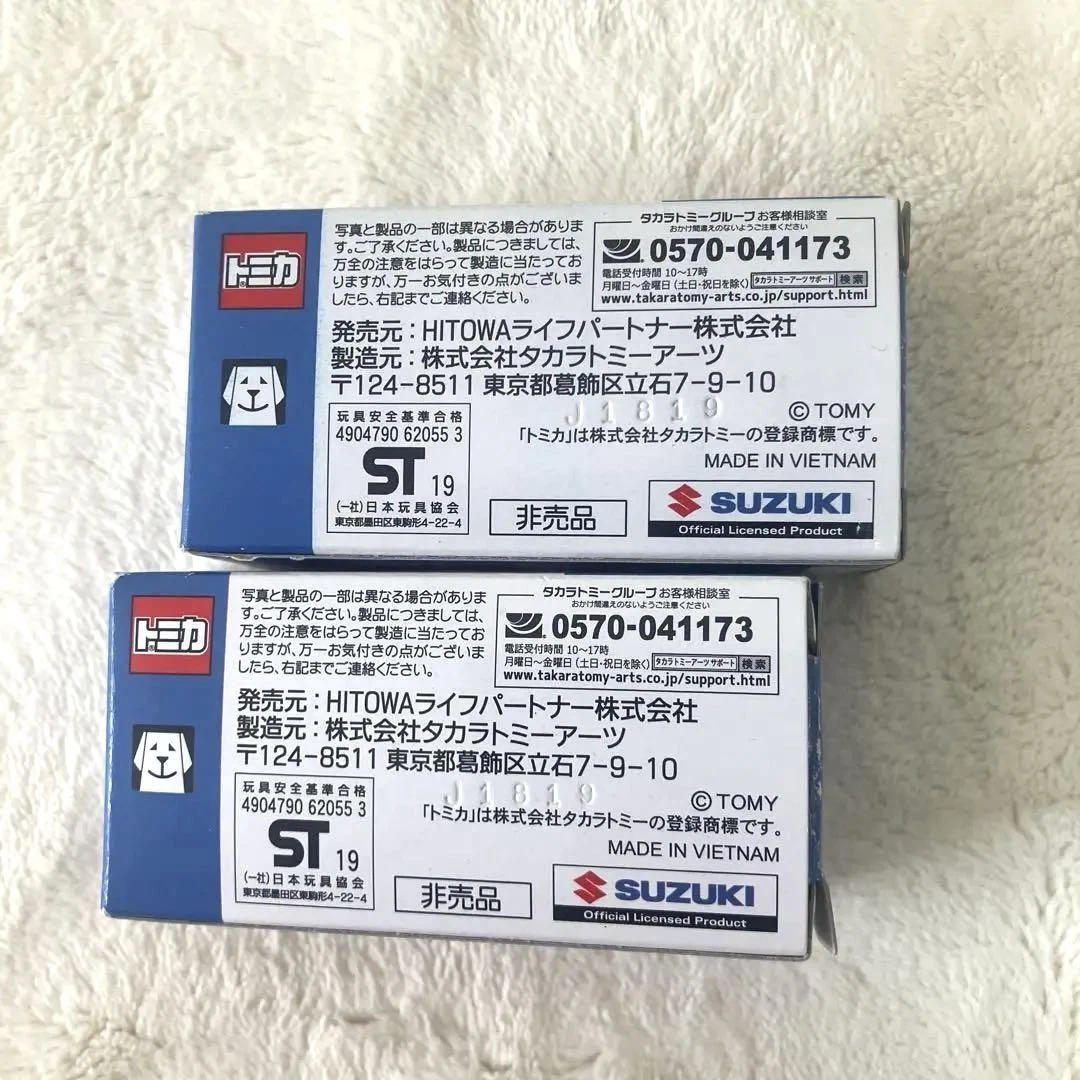 トミカ
写真と製品の一部は異なる場合がありま
す。ご了承ください。製品につきましては、
万全の注意をはらって製造に当たってお
りますが、万一お気付きの点がございま
したら、右記までご連絡ください。
タカラトミーグループ お客様相談室
おかけ間違えのないようご注意ください
0570-041173
電話受付時間 10〜17時
月曜日〜金曜日 (土日・祝日を除く) タカラトミーアーツ サポート 検索
www.takaratomy-arts.co.jp/support.html
発売元：HITOWAライフパートナー株式会社
製造元：株式会社タカラトミーアーツ
〒124-8511 東京都葛飾区立石7-9-10
J1819
玩具安全基準合格
4904790 62055 3
ST 19
(一社)日本玩具協会
東京都墨田区東駒形4-22-4
© TOMY
「トミカ」は株式会社タカラトミーの登録商標です。
MADE IN VIETNAM
非売品
SUZUKI
Official Licensed Product
トミカ
写真と製品の一部は異なる場合がありま
す。ご了承ください。製品につきましては、
万全の注意をはらって製造に当たってお
りますが、万一お気付きの点がございま
したら、右記までご連絡ください。
タカラトミーグループ お客様相談室
おかけ間違えのないようご注意ください
0570-041173
電話受付時間 10〜17時
月曜日〜金曜日 (土日・祝日を除く) タカラトミーアーツ サポート 検索
www.takaratomy-arts.co.jp/support.html
発売元：HITOWAライフパートナー株式会社
製造元：株式会社タカラトミーアーツ
〒124-8511 東京都葛飾区立石7-9-10
J1819
玩具安全基準合格
4904790 62055 3
ST 19
(一社)日本玩具協会
東京都墨田区東駒形4-22-4
© TOMY
「トミカ」は株式会社タカラトミーの登録商標です。
MADE IN VIETNAM
非売品
SUZUKI
Official Licensed Product